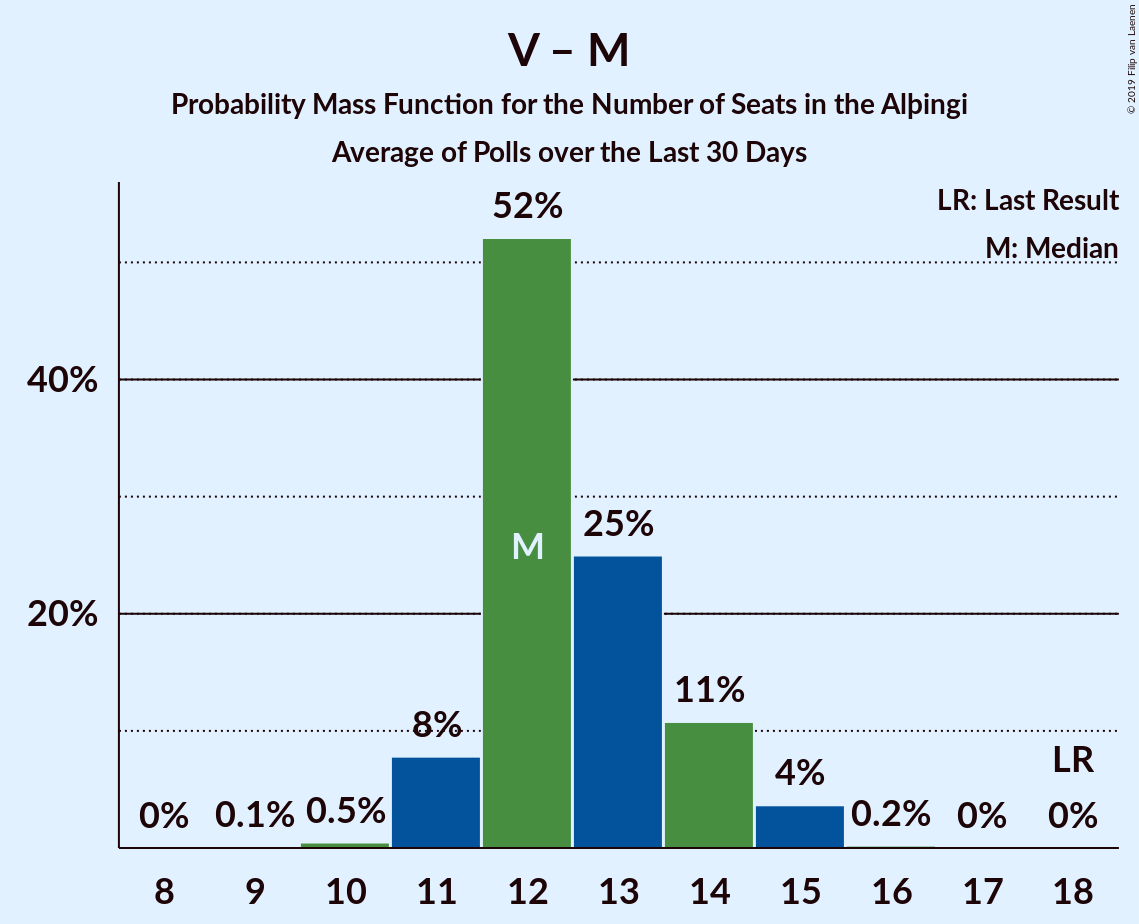 V – M
Probability Mass Function for the Number of Seats in the Alþingi
Average of Polls over the Last 30 Days
© 2019 Filip van Laenen
LR: Last Result
M: Median
52%
40%
25%
M
20%
11%
8%
LR
4%
0% 0.1% 0.5% 0.2% 0% 0%
8 9 10 11 12 13 14 15 16 17 18